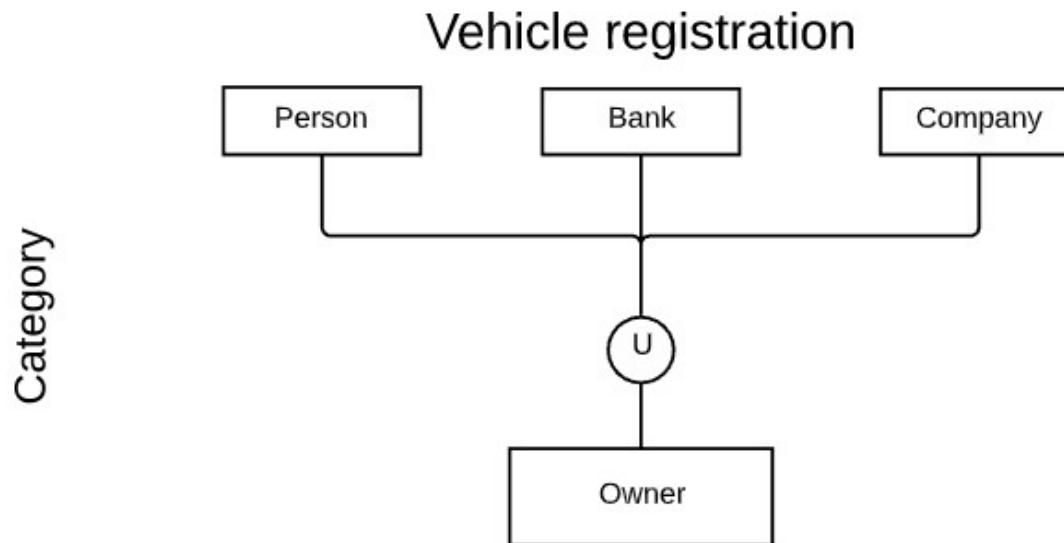 Vehicle registration
Person
Bank
Company
Category
U
Owner